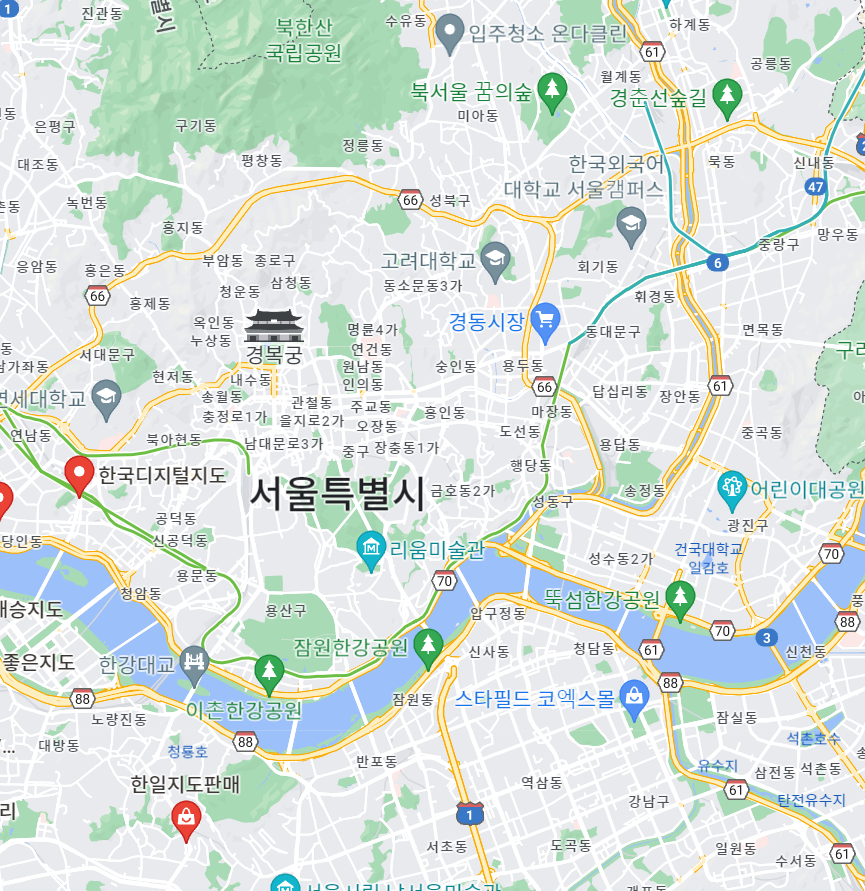 1
진관동
별시
북한산
국립공원
수유동
입주청소 온다클린
61
하계동
월계동
공릉동
북서울 꿈의숲
경춘선숲길
미아동
은평구
구기동
정릉동
대조동
평창동
한국외국어
대학교 서울캠퍼스
묵동
신내동
47
녹번동
66
성북구
홍지동
망우동
중랑구
응암동
홍은동
부암동
종로구
고려대학교
회기동
6
삼청동
청운동
동소문동3가
휘경동
66
홍제동
옥인동
누상동
명륜4가
경동시장
동대문구
면목동
경복궁
연건동
서대문구
가좌동
원남동
인의동
숭인동
용두동
현저동
내수동
66
61
연세대학교
송월동
관철동
주교동
흥인동
답십리동
장안동
충정로1가
을지로2가
오장동
마장동
도선동
중곡동
연남동
북아현동
남대문로3가
중구
장충동1가
용답동
행당동
한국디지털지도
서울특별시
금호동2가
송정동
어린이대공원
성동구
광진구
공덕동
당인동
신공덕동
리움미술관
성수동2가
건국대학교
일감호
70
용문동
70
청암동
뚝섬한강공원
대승지도
용산구
압구정동
70
3
88
잠원한강공원
신사동
청담동
61
신천동
좋은지도
한강대교
88
88
잠원동
스타필드 코엑스몰
이촌한강공원
노량진동
잠실동
대방동
청룡호
88
석촌호수
반포동
유수지
삼전동
석촌동
한일지도판매
역삼동
61
강남구
탄천유수지
1
서초동
도곡동
일원동
수서동
61
개포동
서울시립 남서울미술관